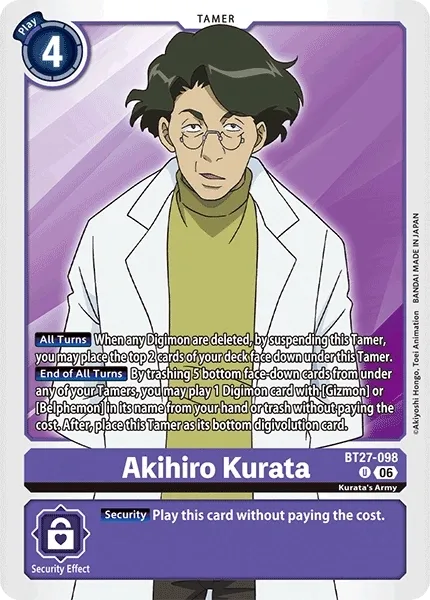 TAMER
Play
4
All Turns When any Digimon are deleted, by suspending this Tamer,
you may place the top 2 cards of your deck face down under this Tamer.
End of All Turns By trashing 5 bottom face-down cards from under
any of your Tamers, you may play 1 Digimon card with [Gizmon] or
[Belphemon] in its name from your hand or trash without paying the
cost. After, place this Tamer as its bottom digivolution card.
©Akiyoshi Hongo, Toei Animation BANDAI MADE IN JAPAN
Akihiro Kurata
BT27-098
U 06
Kurata's Army
Security Play this card without paying the cost.
Security Effect